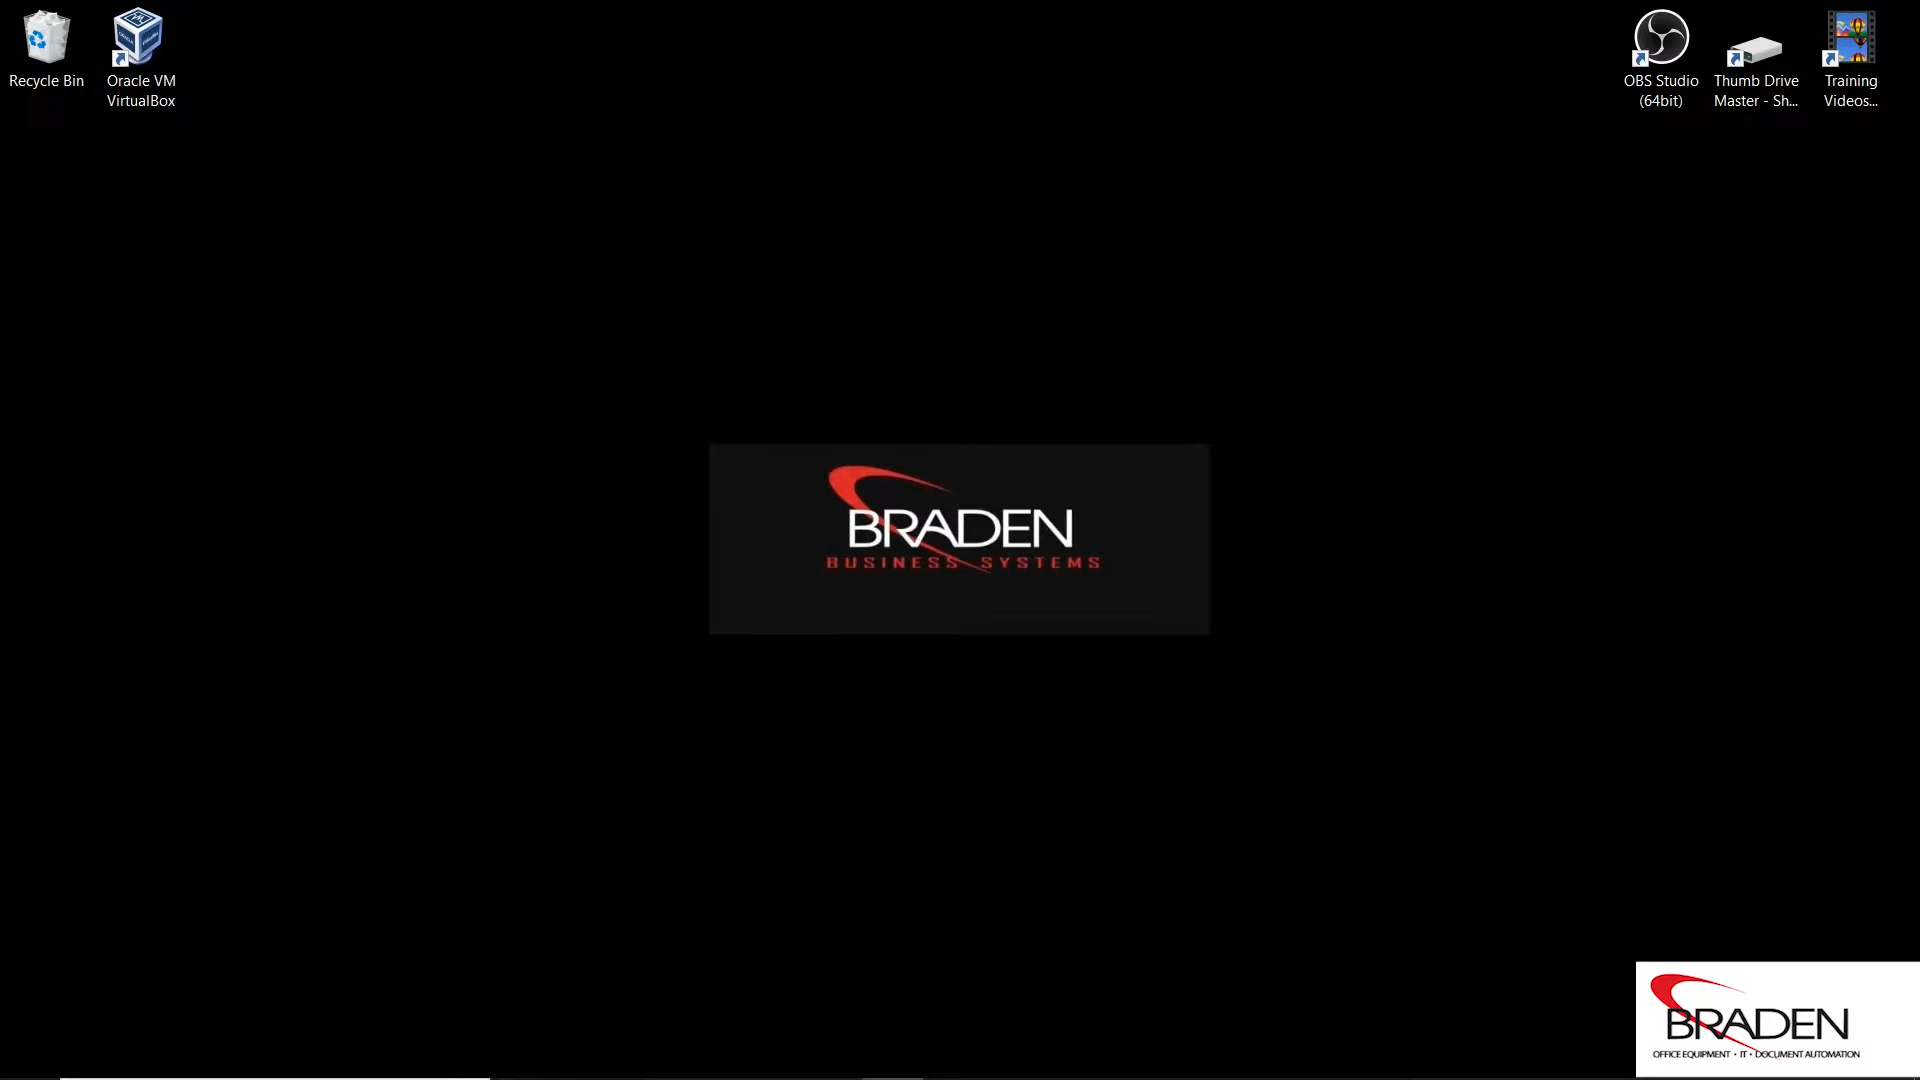 Recycle Bin
Oracle VM
VirtualBox
OBS Studio
(64bit)
Thumb Drive
Master - Sh...
Training
Videos...
BRADEN
BUSINESS SYSTEMS
BRADEN
OFFICE EQUIPMENT • IT • DOCUMENT AUTOMATION